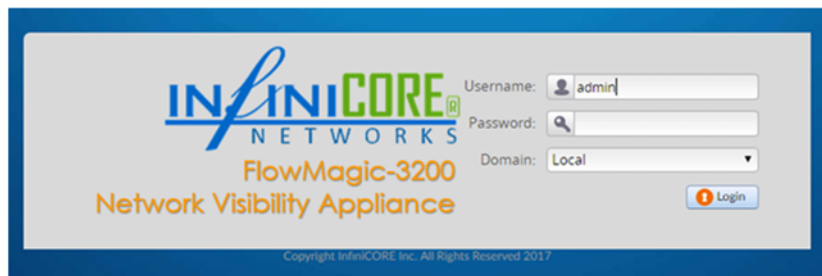 INFINICORE R
NETWORKS
FlowMagic-3200
Network Visibility Appliance
Username: admin
Password:
Domain: Local
Login
Copyright InfiniCORE Inc. All Rights Reserved 2017